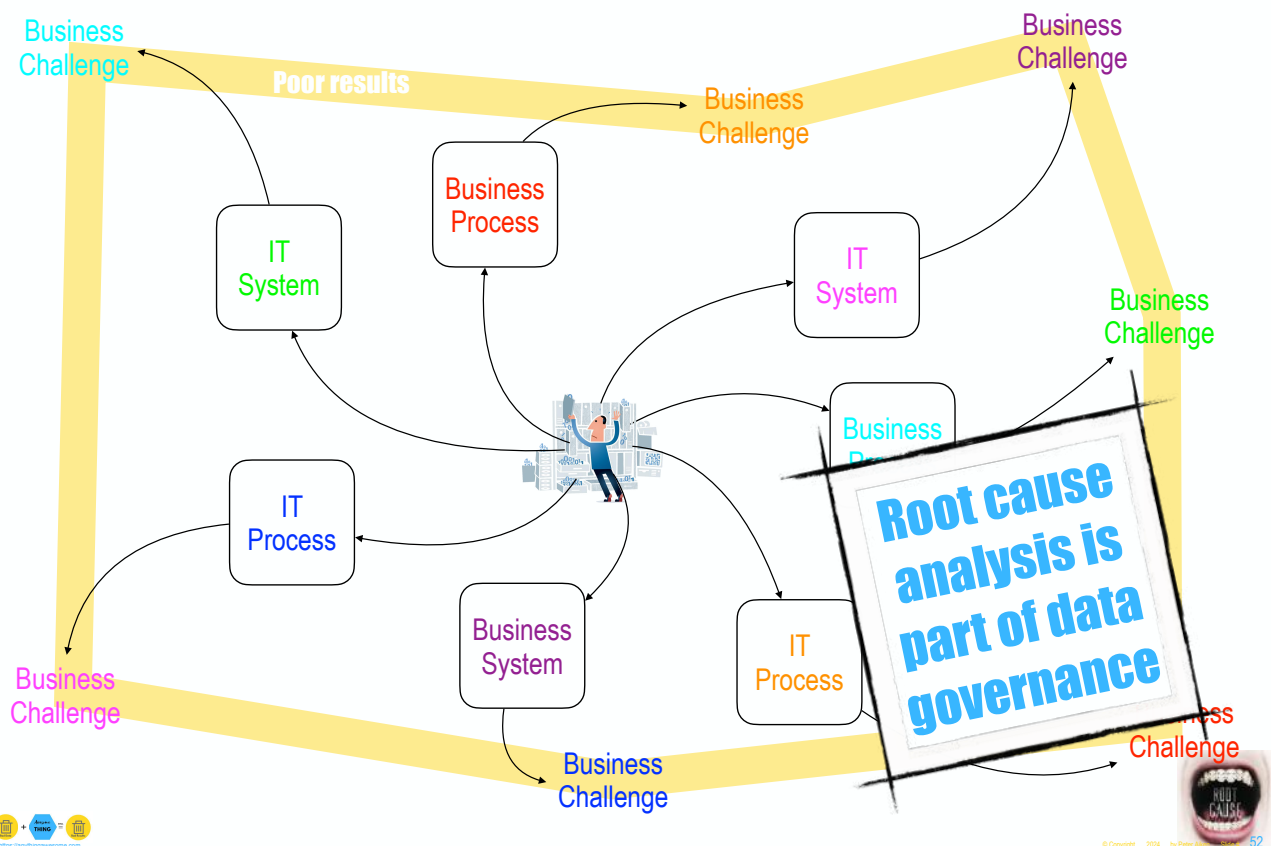 Business
Challenge
Poor results
Business
Challenge
Business
Challenge
Business
Process
IT
System
IT
System
Business
Challenge
Business
IT
Process
Root cause
analysis is
part of data
governance
Business
System
IT
Process
Business
Challenge
Business
Challenge
Challenge
ROOT
CAUSE
THING
52